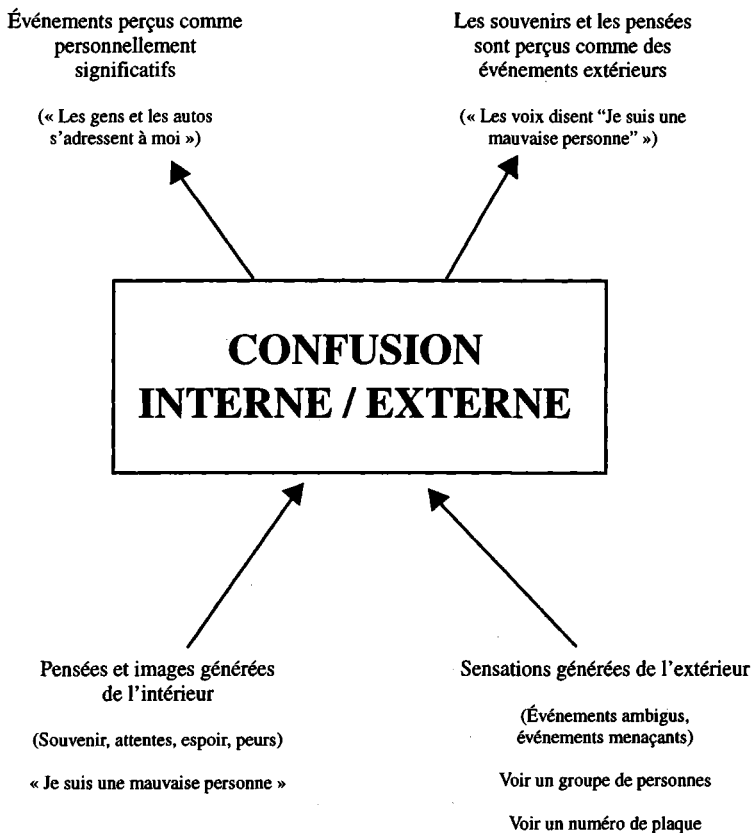 Événements perçus comme
personnellement
significatifs
(« Les gens et les autos
s'adressent à moi »)
Les souvenirs et les pensées
sont perçus comme des
événements extérieurs
(« Les voix disent “Je suis une
mauvaise personne” »)
CONFUSION
INTERNE / EXTERNE
Pensées et images générées
de l'intérieur
(Souvenir, attentes, espoir, peurs)
« Je suis une mauvaise personne »
Sensations générées de l'extérieur
(Événements ambigus,
événements menaçants)
Voir un groupe de personnes
Voir un numéro de plaque